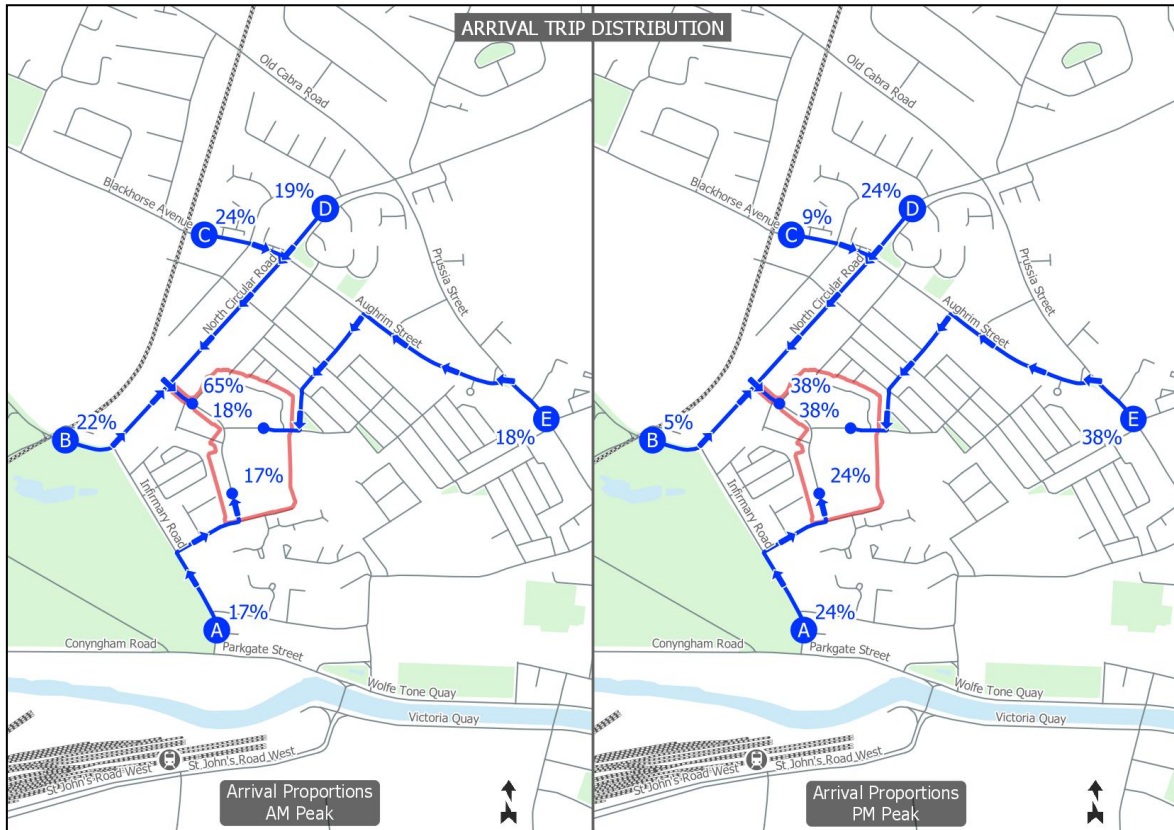 ARRIVAL TRIP DISTRIBUTION
Old Cabra Road
Blackhorse Avenue
19%
D
24%
C
North Circular Road
Prussia Street
Aughrim Street
65%
18%
22%
B
E
18%
17%
Infirmary Road
17%
A
Conyngham Road
Parkgate Street
Wolfe Tone Quay
Victoria Quay
St John's Road West
St John's Road West
Arrival Proportions
AM Peak
N
Old Cabra Road
Blackhorse Avenue
24%
D
9%
C
North Circular Road
Prussia Street
Aughrim Street
38%
38%
5%
B
E
38%
24%
Infirmary Road
24%
A
Conyngham Road
Parkgate Street
Wolfe Tone Quay
Victoria Quay
St John's Road West
St John's Road West
Arrival Proportions
PM Peak
N